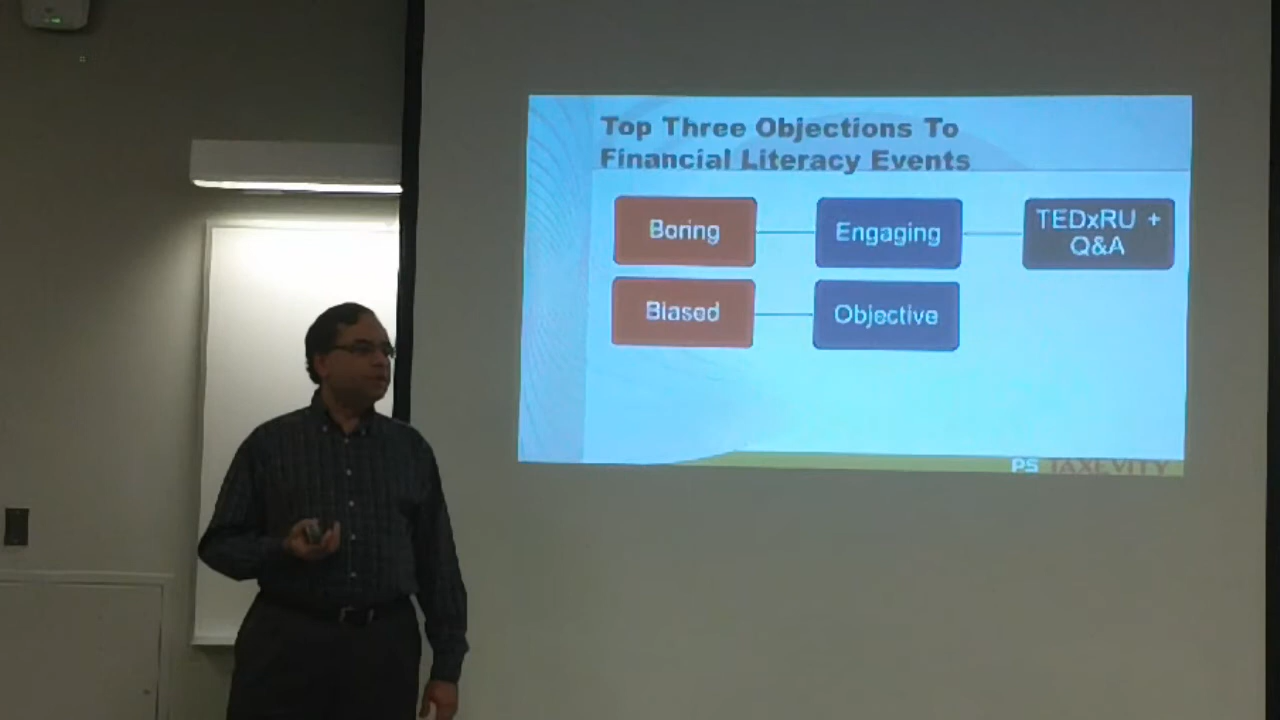 Top Three Objections To
Financial Literacy Events
Boring
Engaging
TEDxRU +
Q&A
Biased
Objective
PS TAXEVITY